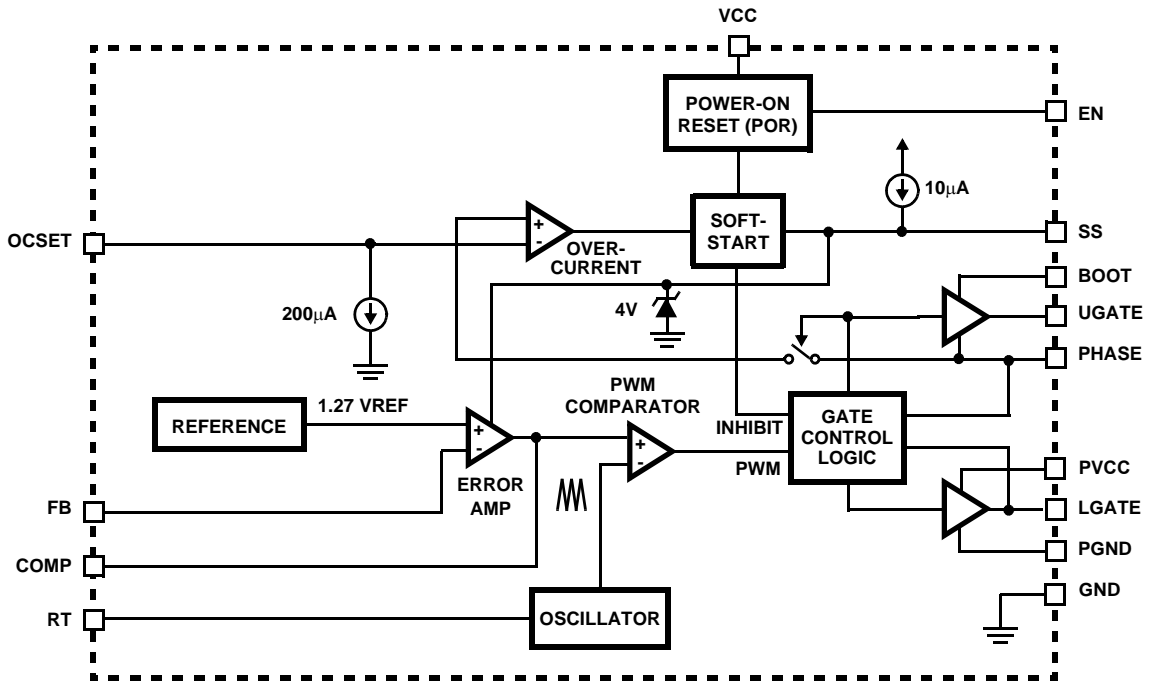 VCC
POWER-ON
RESET (POR)
EN
10µA
SOFT-
START
+
-
OVER-
CURRENT
OCSET
SS
BOOT
4V
200µA
UGATE
PHASE
PWM
COMPARATOR
1.27 VREF
REFERENCE
+
-
+
-
INHIBIT
GATE
CONTROL
LOGIC
PWM
ERROR
AMP
PVCC
FB
LGATE
PGND
COMP
GND
RT
OSCILLATOR